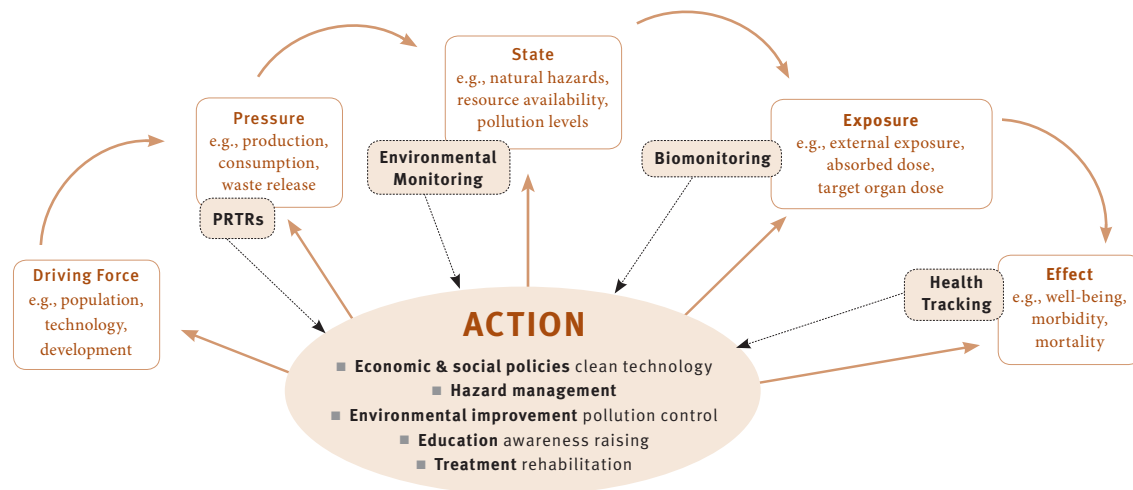 State
e.g., natural hazards,
resource availability,
pollution levels
Pressure
e.g., production,
consumption,
waste release
Exposure
e.g., external exposure,
absorbed dose,
target organ dose
Environmental
Monitoring
Biomonitoring
PRTRs
Driving Force
e.g., population,
technology,
development
Health
Tracking
Effect
e.g., well-being,
morbidity,
mortality
ACTION
■ Economic & social policies clean technology
■ Hazard management
■ Environmental improvement pollution control
■ Education awareness raising
■ Treatment rehabilitation